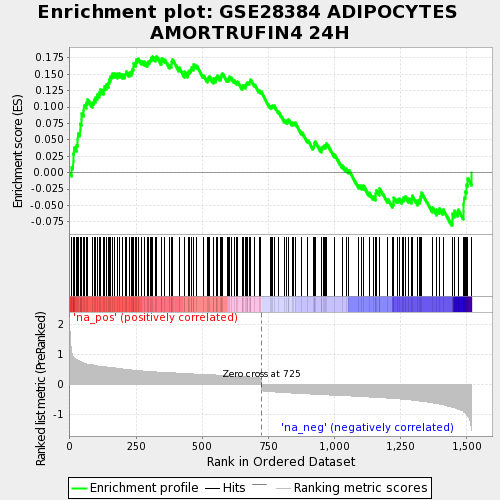 Enrichment plot: GSE28384 ADIPOCYTES
AMORTRUFIN4 24H
Enrichment score (ES)
0.175
0.150
0.125
0.100
0.075
0.050
0.025
0.000
-0.025
-0.050
-0.075
'na_pos' (positively correlated)
Ranked list metric (PreRanked)
2
1
0
-1
Zero cross at 725
'na_neg' (negatively correlated)
0
250
500
750
1,000
1,250
1,500
Rank in Ordered Dataset
Enrichment profile
Hits
Ranking metric scores